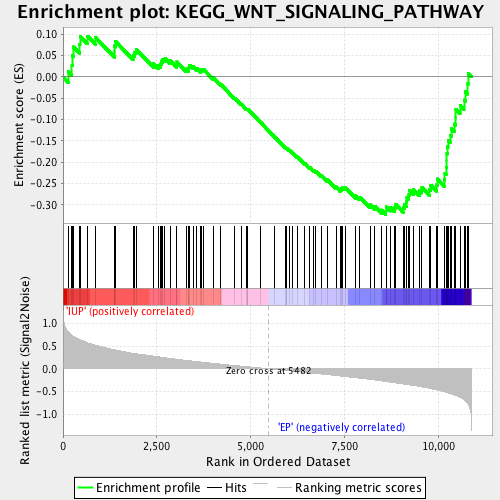 Enrichment plot: KEGG_WNT_SIGNALING_PATHWAY
Enrichment score (ES)
0.10
0.05
0.00
-0.05
-0.10
-0.15
-0.20
-0.25
-0.30
'IUP' (positively correlated)
Ranked list metric (Signal2Noise)
1.0
0.5
0.0
-0.5
-1.0
Zero cross at 5482
'EP' (negatively correlated)
0
2,500
5,000
7,500
10,000
Rank in Ordered Dataset
Enrichment profile
Hits
Ranking metric scores